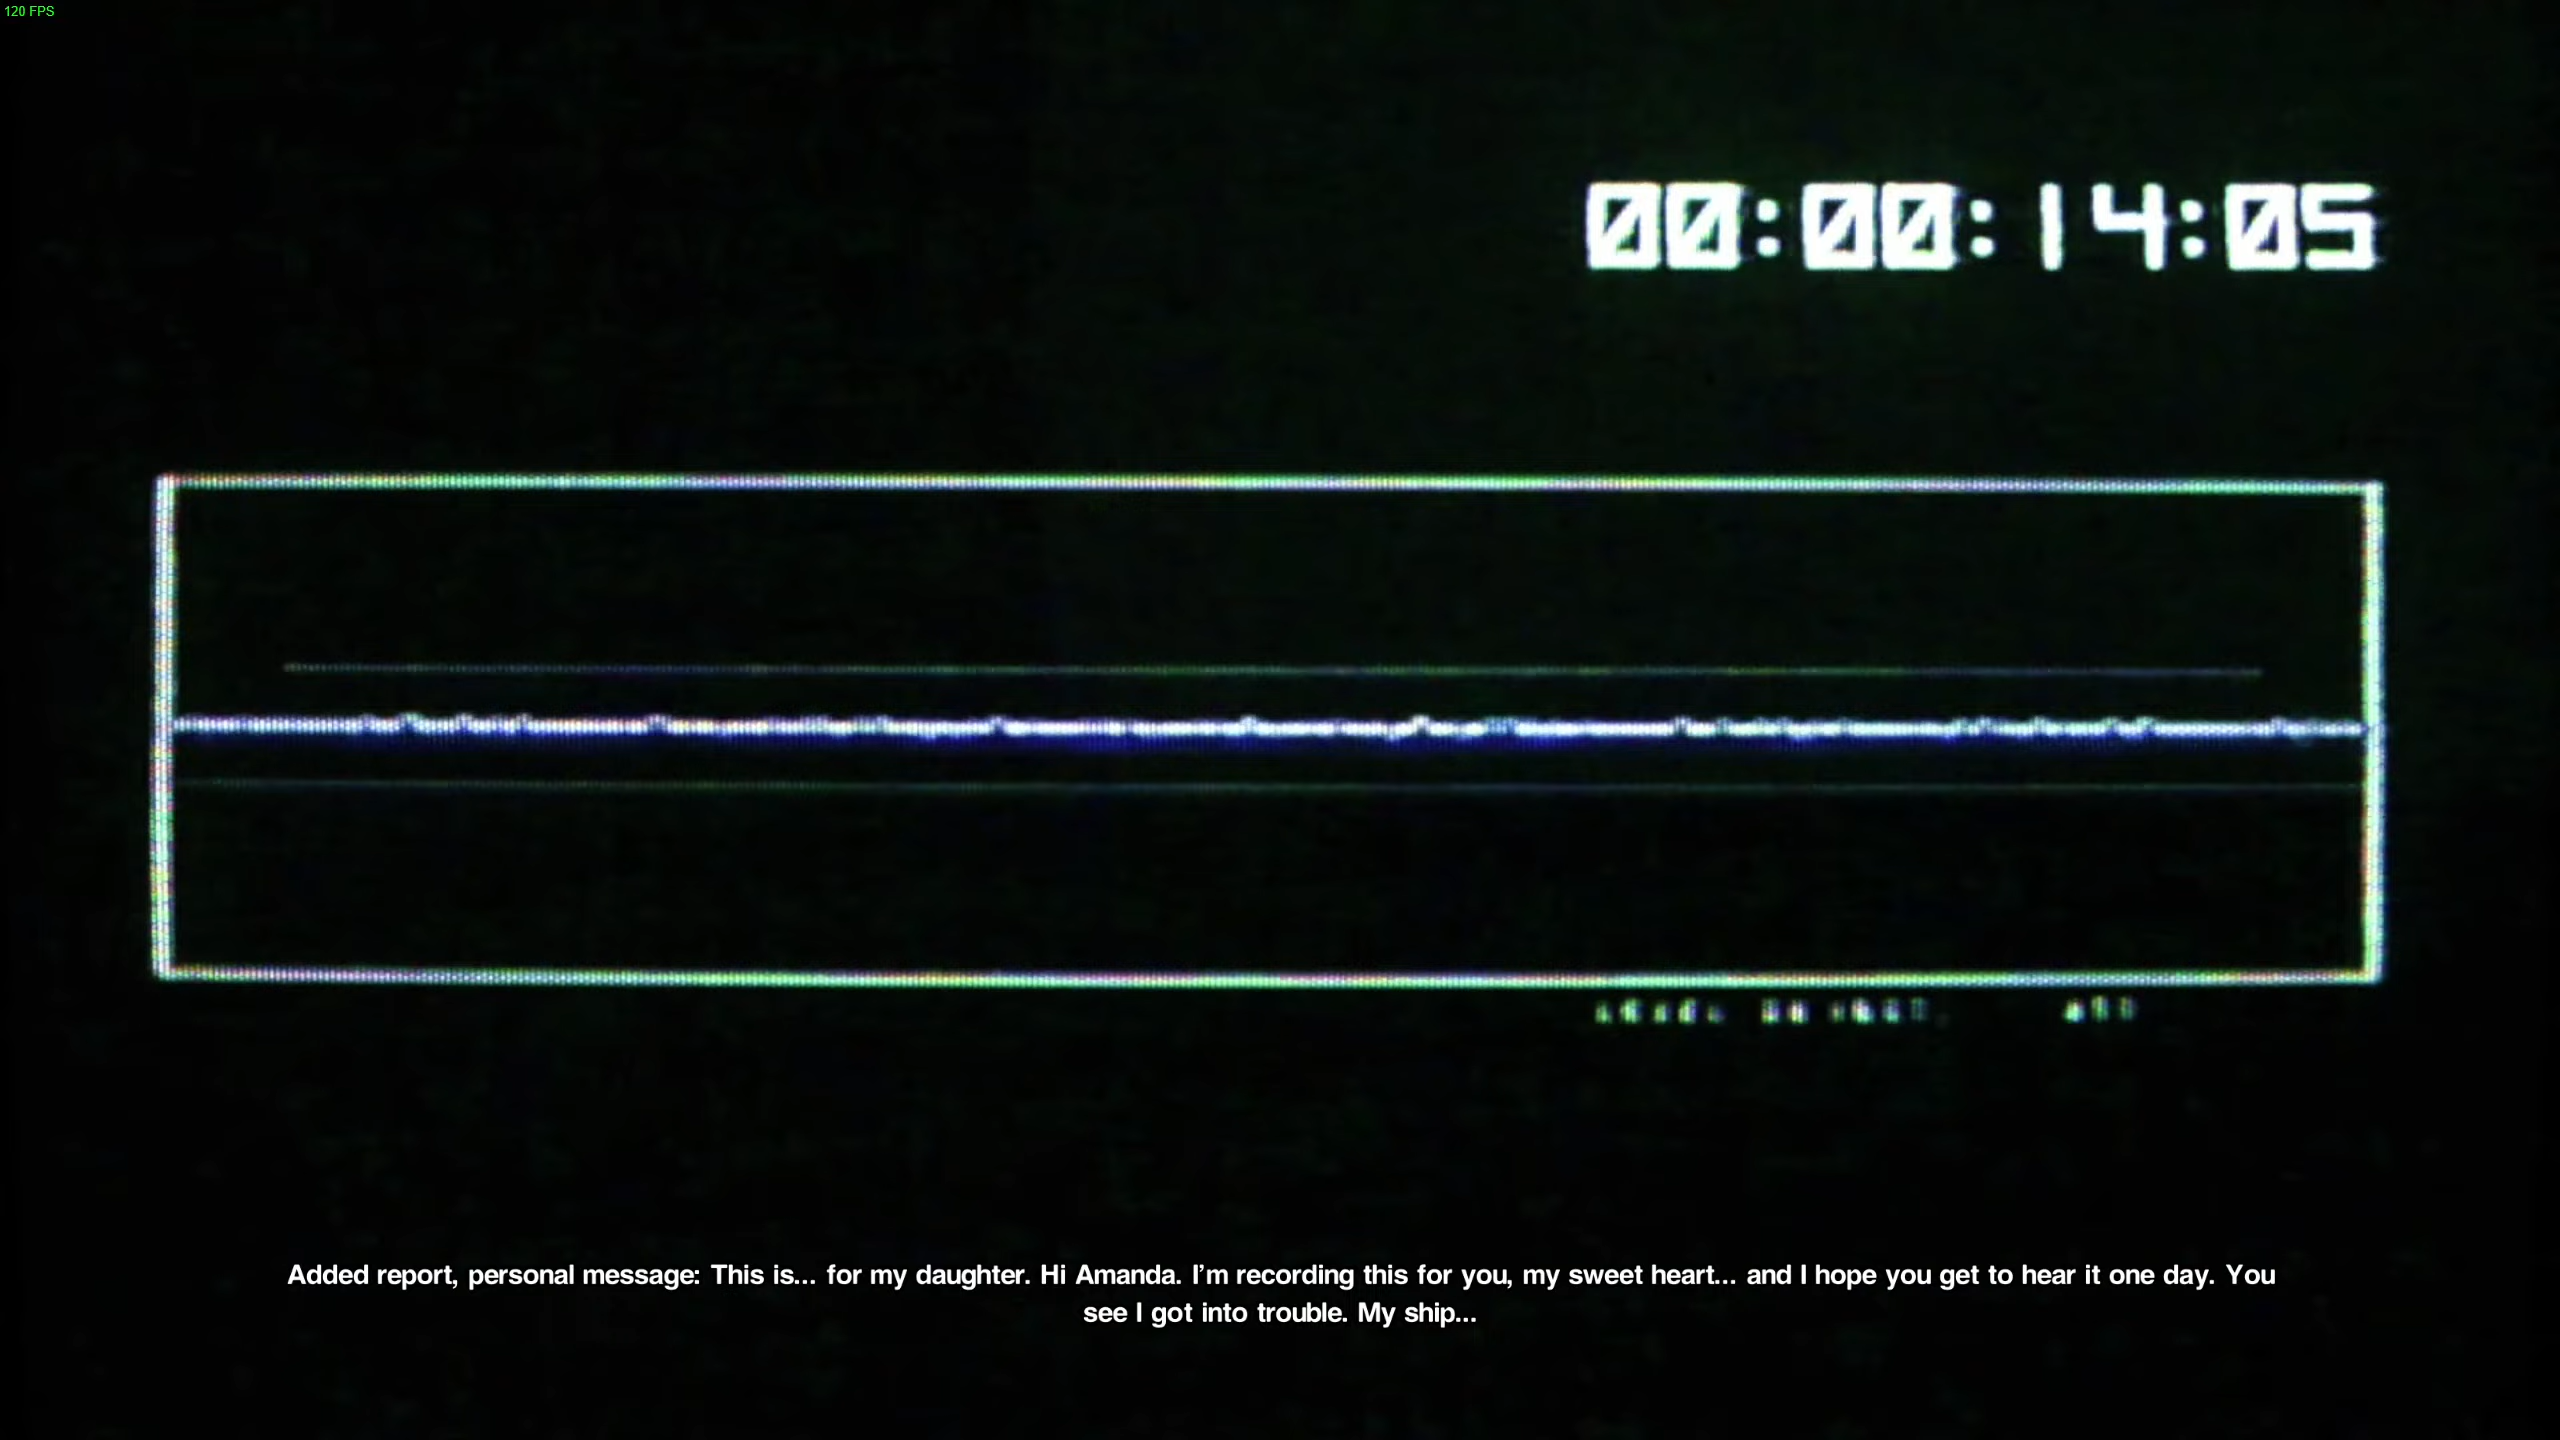 120 FPS
00:00:14:05
Added report, personal message: This is... for my daughter. Hi Amanda. I’m recording this for you, my sweet heart... and I hope you get to hear it one day. You
see I got into trouble. My ship...